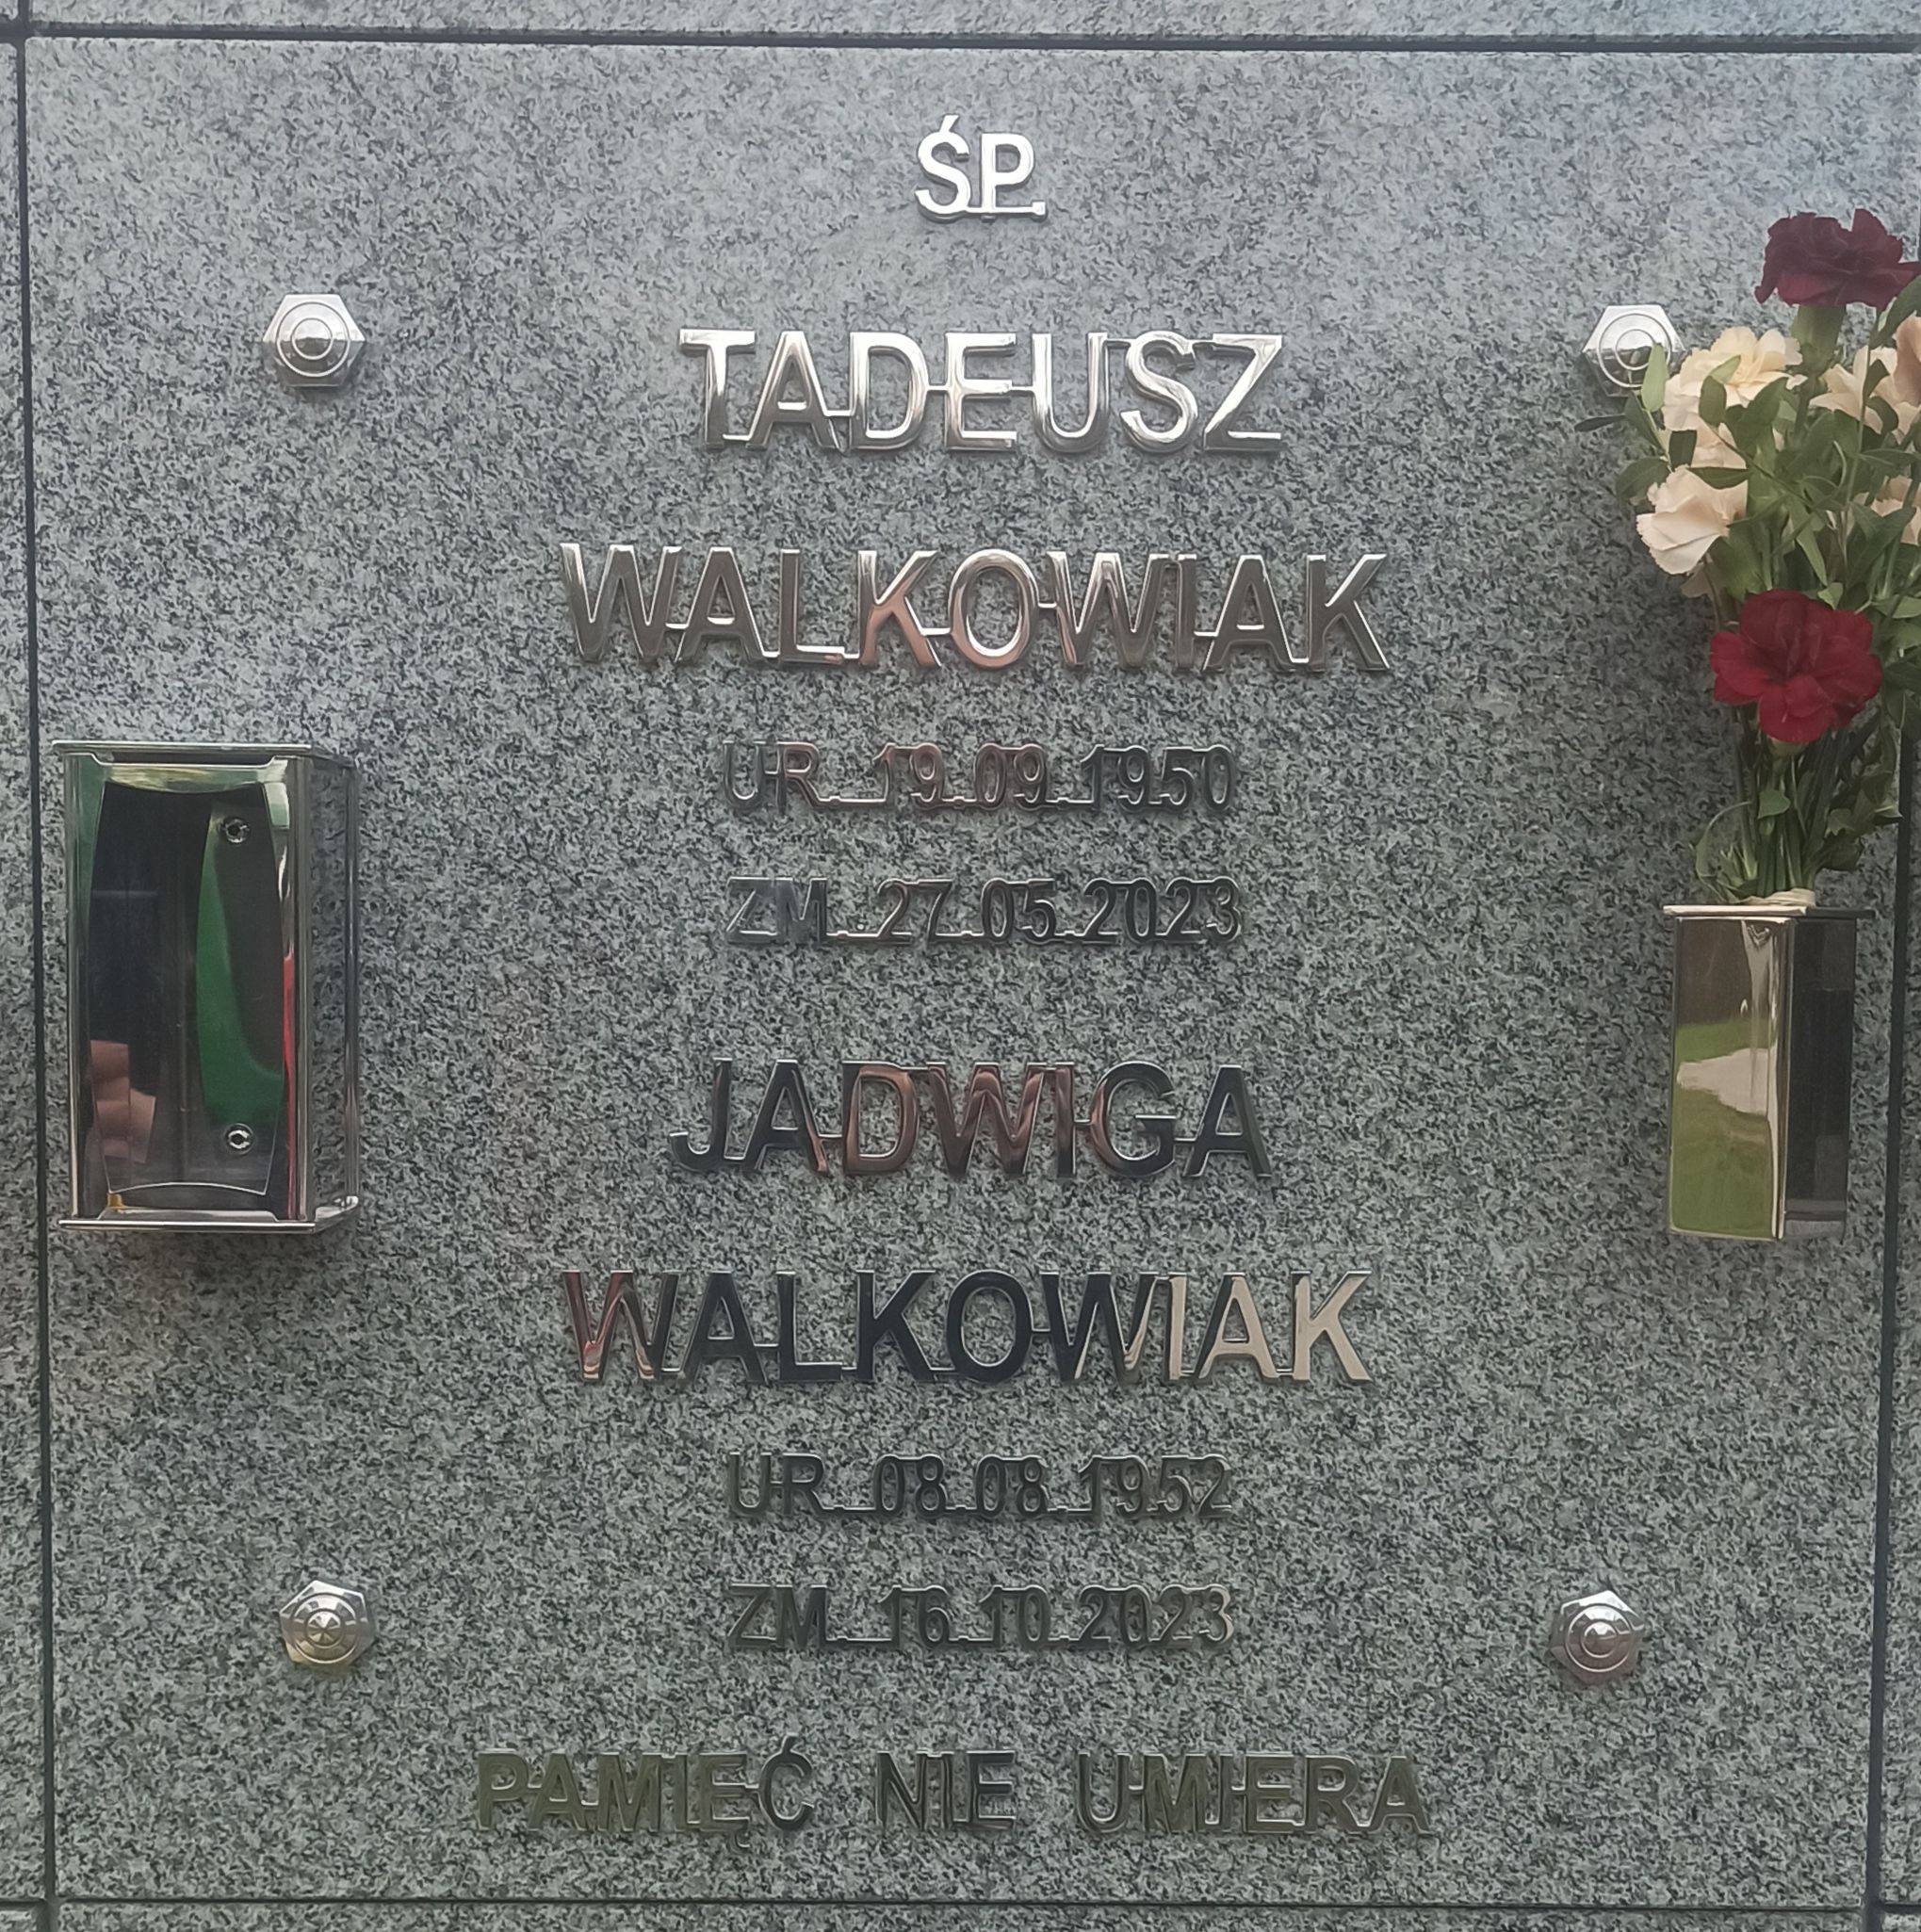 ŚP.
TADEUSZ
WALKOWIAK
UR. 19.09.1950
ZM. 27.05.2023
JADWIGA
WALKOWIAK
UR. 08.08.1952
ZM. 16.10.2023
PAMIĘĆ NIE UMIERA